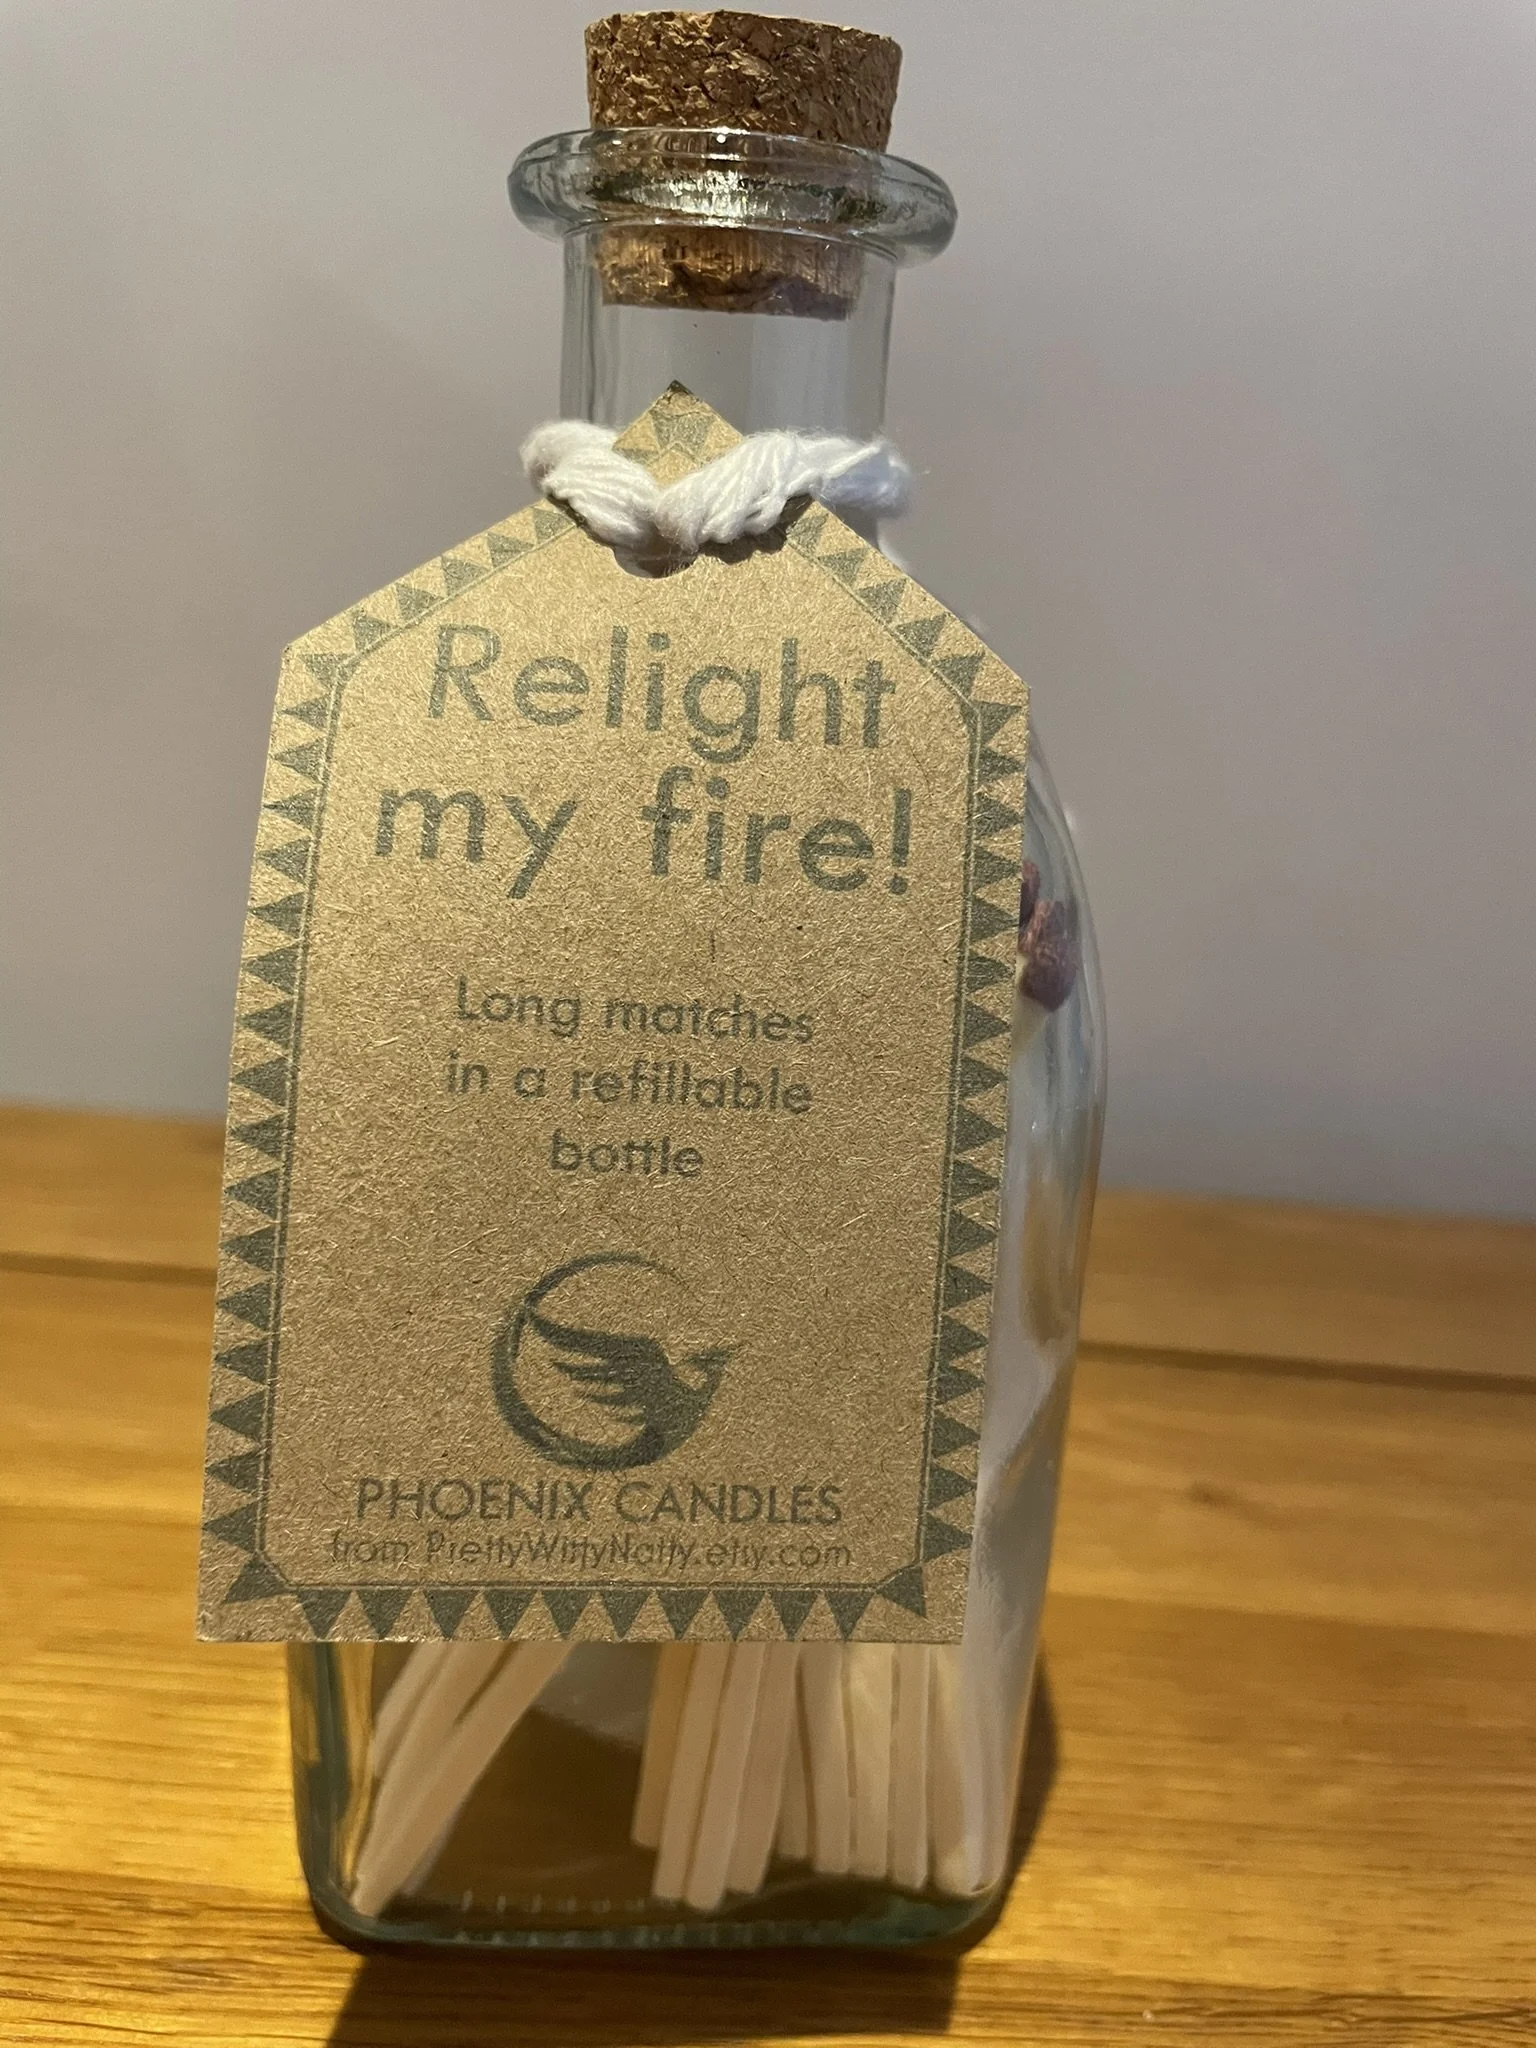 Relight
my fire!
Long matches
in a refillable
bottle
PHOENIX CANDLES
from PrettyWittyNatty.etsy.com